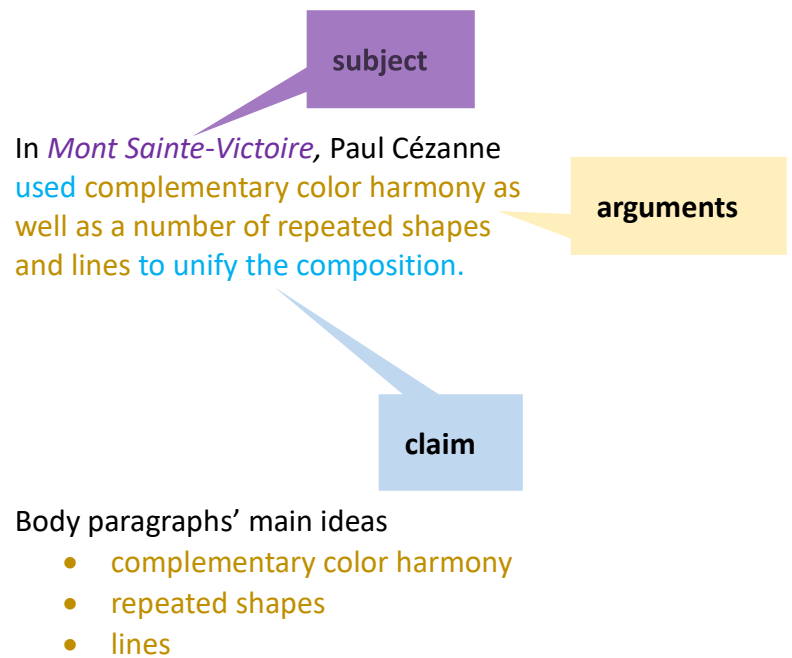 subject
In Mont Sainte-Victoire, Paul Cézanne
used complementary color harmony as
well as a number of repeated shapes
and lines to unify the composition.
arguments
claim
Body paragraphs’ main ideas
• complementary color harmony
• repeated shapes
• lines